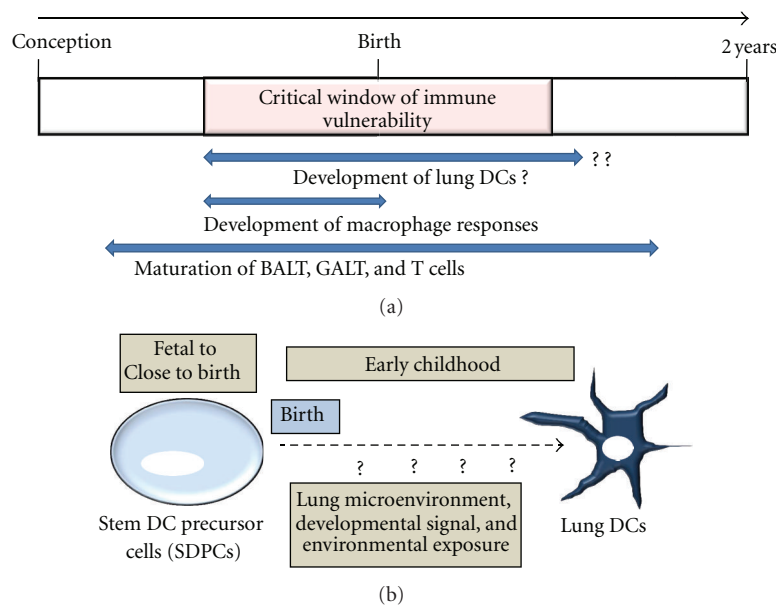 Conception
Birth
2 years
Critical window of immune
vulnerability
? ?
Development of lung DCs ?
Development of macrophage responses
Maturation of BALT, GALT, and T cells
(a)
Fetal to
Close to birth
Early childhood
Birth
? ? ? ?
Lung microenvironment,
developmental signal, and
environmental exposure
Stem DC precursor
cells (SDPCs)
Lung DCs
(b)